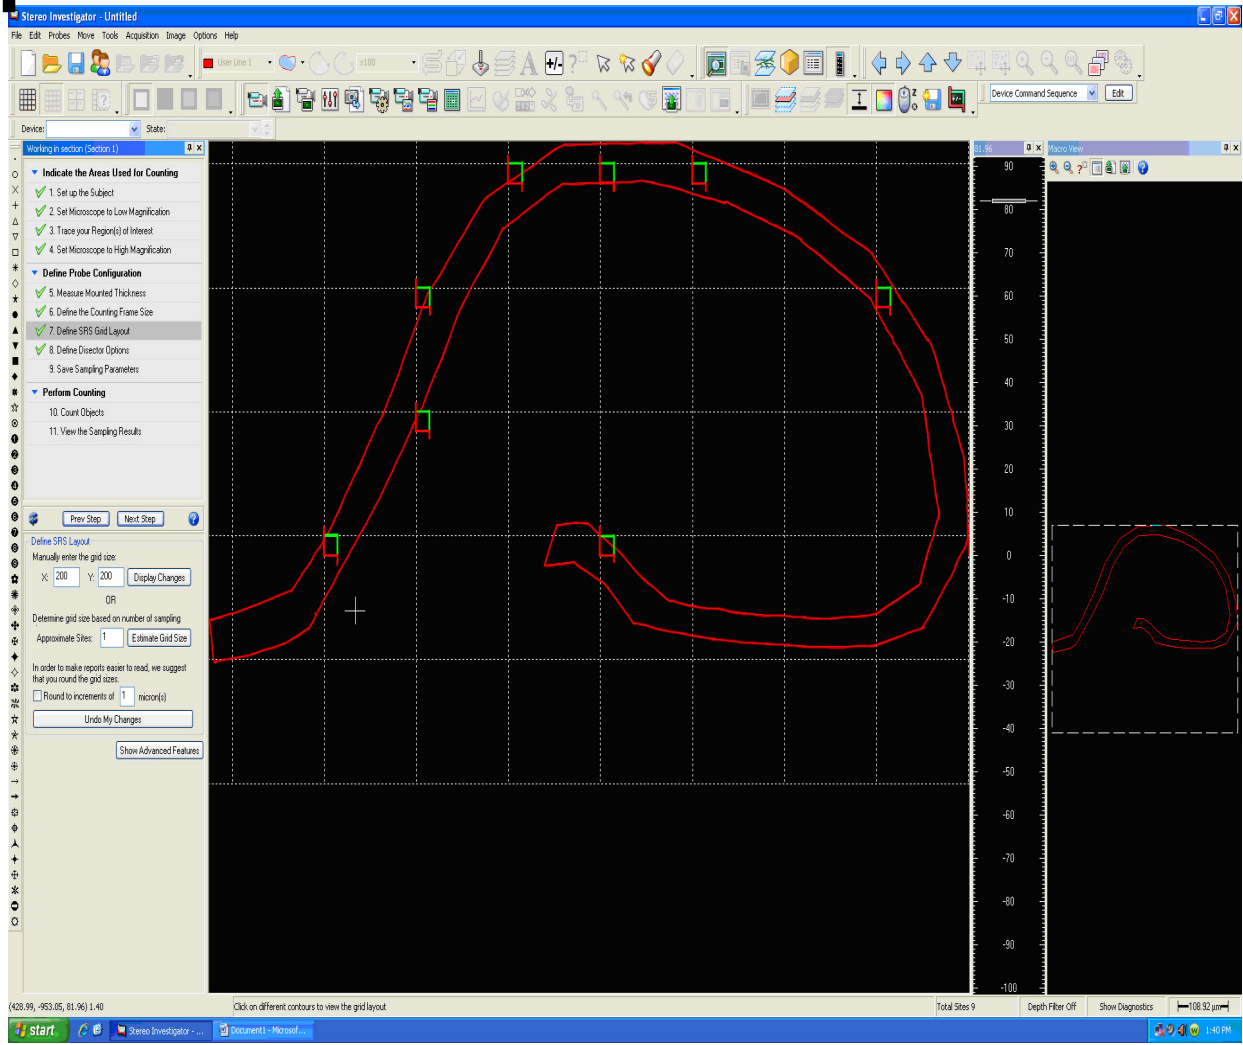 Stereo Investigator - Untitled
File Edit Probes Move Tools Acquisition Image Options Help
User Line 1 x100
Device Command Sequence Edit
Device: State:
Working in section (Section 1)
81.96
Macro View
Indicate the Areas Used for Counting
1. Set up the Subject
2. Set Microscope to Low Magnification
3. Trace your Region(s) of Interest
4. Set Microscope to High Magnification
Define Probe Configuration
5. Measure Mounted Thickness
6. Define the Counting Frame Size
7. Define SRS Grid Layout
8. Define Disector Options
9. Save Sampling Parameters
Perform Counting
10. Count Objects
11. View the Sampling Results
Prev Step Next Step
Define SRS Layout
Manually enter the grid size:
X: 200 Y: 200 Display Changes
OR
Determine grid size based on number of sampling
Approximate Sites: 1 Estimate Grid Size
In order to make reports easier to read, we suggest
that you round the grid sizes.
Round to increments of 1 micron(s)
Undo My Changes
Show Advanced Features
90
80
70
60
50
40
30
20
10
0
-10
-20
-30
-40
-50
-60
-70
-80
-90
-100
(428.99, -953.05, 81.96) 1.40
Click on different contours to view the grid layout
Total Sites 9
Depth Filter Off
Show Diagnostics
108.92 µm
start
Stereo Investigator - ...
Document1 - Microsof...
1:40 PM